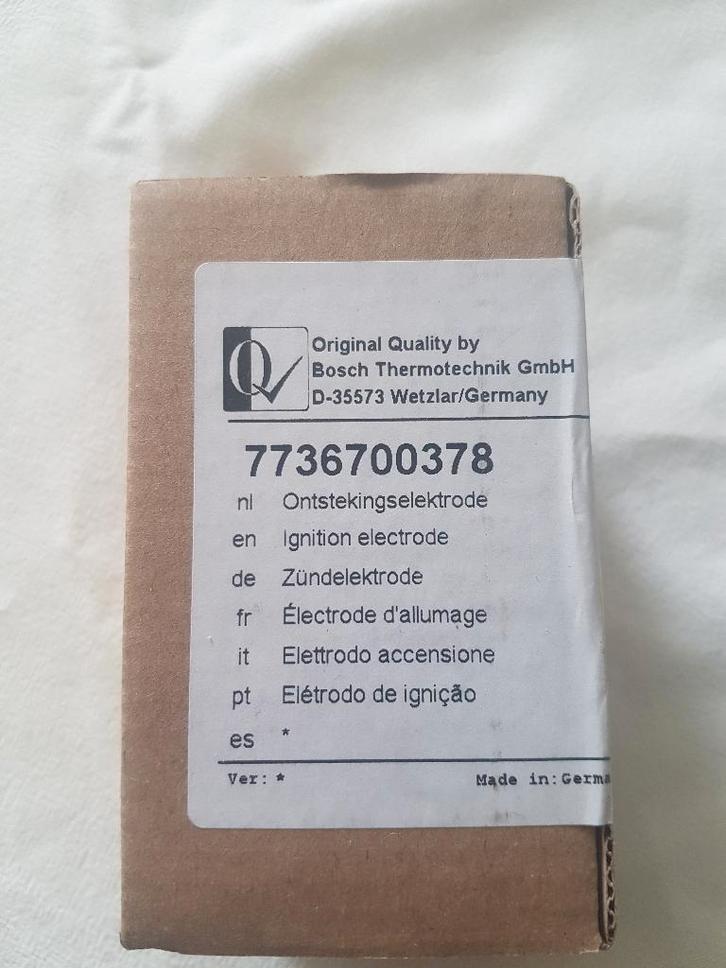 Q
Original Quality by
Bosch Thermotechnik GmbH
D-35573 Wetzlar/Germany
7736700378
nl Ontstekingselektrode
en Ignition electrode
de Zündelektrode
fr Électrode d'allumage
it Elettrodo accensione
pt Elétrodo de ignição
es *
Ver: * Made in:Germa